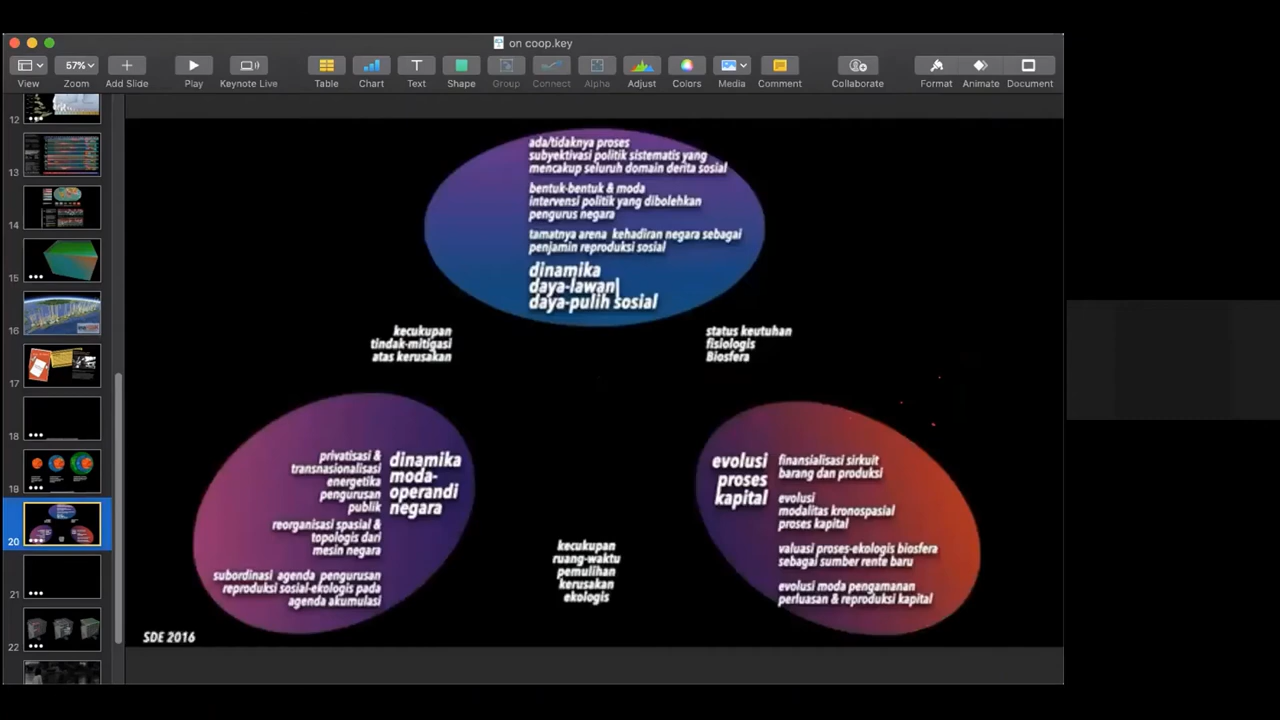 on coop.key
57%
View
Zoom
Add Slide
Play
Keynote Live
Table
Chart
Text
Shape
Group
Connect
Alpha
Adjust
Colors
Media
Comment
Collaborate
Format
Animate
Document
12
13
14
15
16
17
18
19
20
21
22
ada/tidaknya proses
subyektivasi politik sistematis yang
mencakup seluruh domain derita sosial
bentuk-bentuk & moda
intervensi politik yang dibolehkan
pengurus negara
tamatnya arena kehadiran negara sebagai
penjamin reproduksi sosial
dinamika
daya-lawan
daya-pulih sosial
kecukupan
tindak-mitigasi
atas kerusakan
status keutuhan
fisiologis
Biosfera
privatisasi &
transnasionalisasi
energetika
pengurusan
publik
reorganisasi spasial &
topologis dari
mesin negara
subordinasi agenda pengurusan
reproduksi sosial-ekologis pada
agenda akumulasi
dinamika
moda-
operandi
negara
kecukupan
ruang-waktu
pemulihan
kerusakan
ekologis
evolusi
proses
kapital
finansialisasi sirkuit
barang dan produksi
evolusi
modalitas kronospasial
proses kapital
valuasi proses-ekologis biosfera
sebagai sumber rente baru
evolusi moda pengamanan
perluasan & reproduksi kapital
SDE 2016